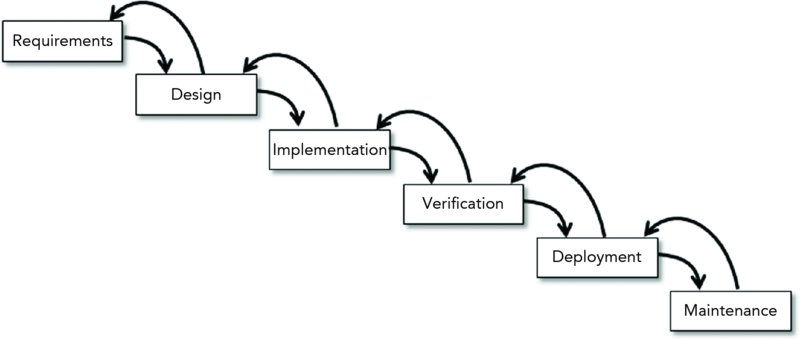 Requirements
Design
Implementation
Verification
Deployment
Maintenance